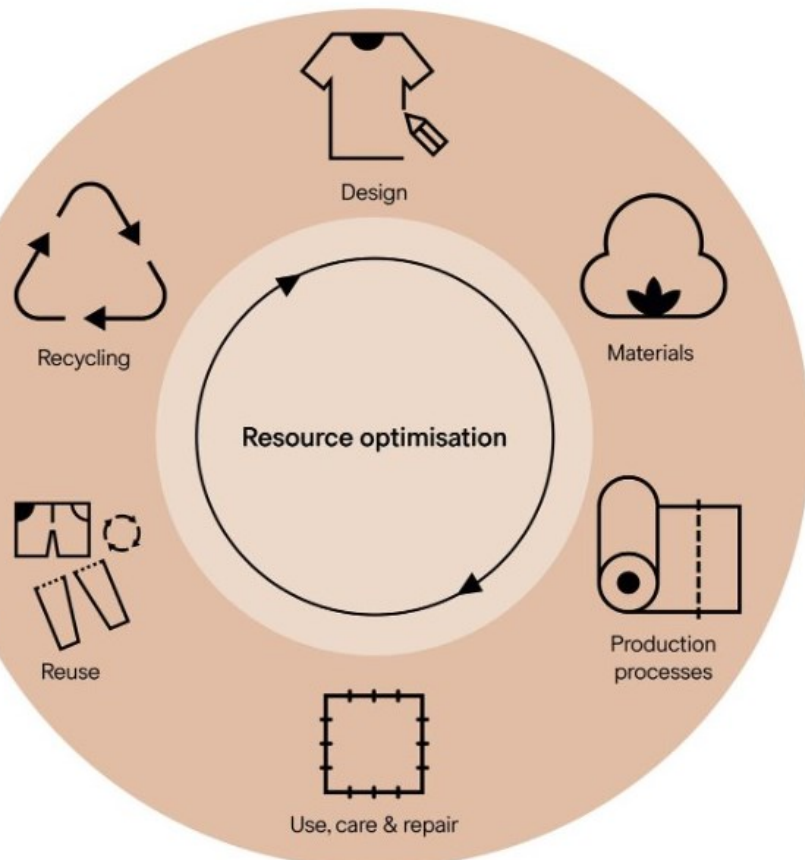 Design
Recycling
Materials
Resource optimisation
Reuse
Production
processes
Use, care & repair